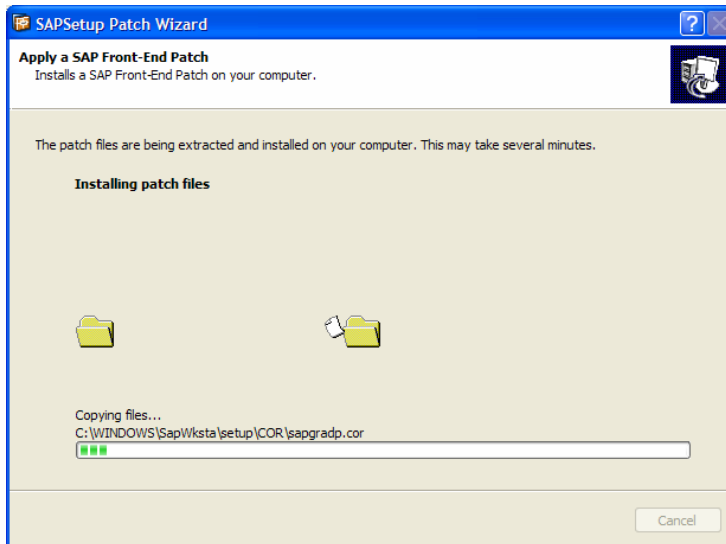 SAPSetup Patch Wizard
Apply a SAP Front-End Patch
Installs a SAP Front-End Patch on your computer.
The patch files are being extracted and installed on your computer. This may take several minutes.
Installing patch files
Copying files...
C:\WINDOWS\SapWksta\setup\COR\sapgradp.cor
Cancel